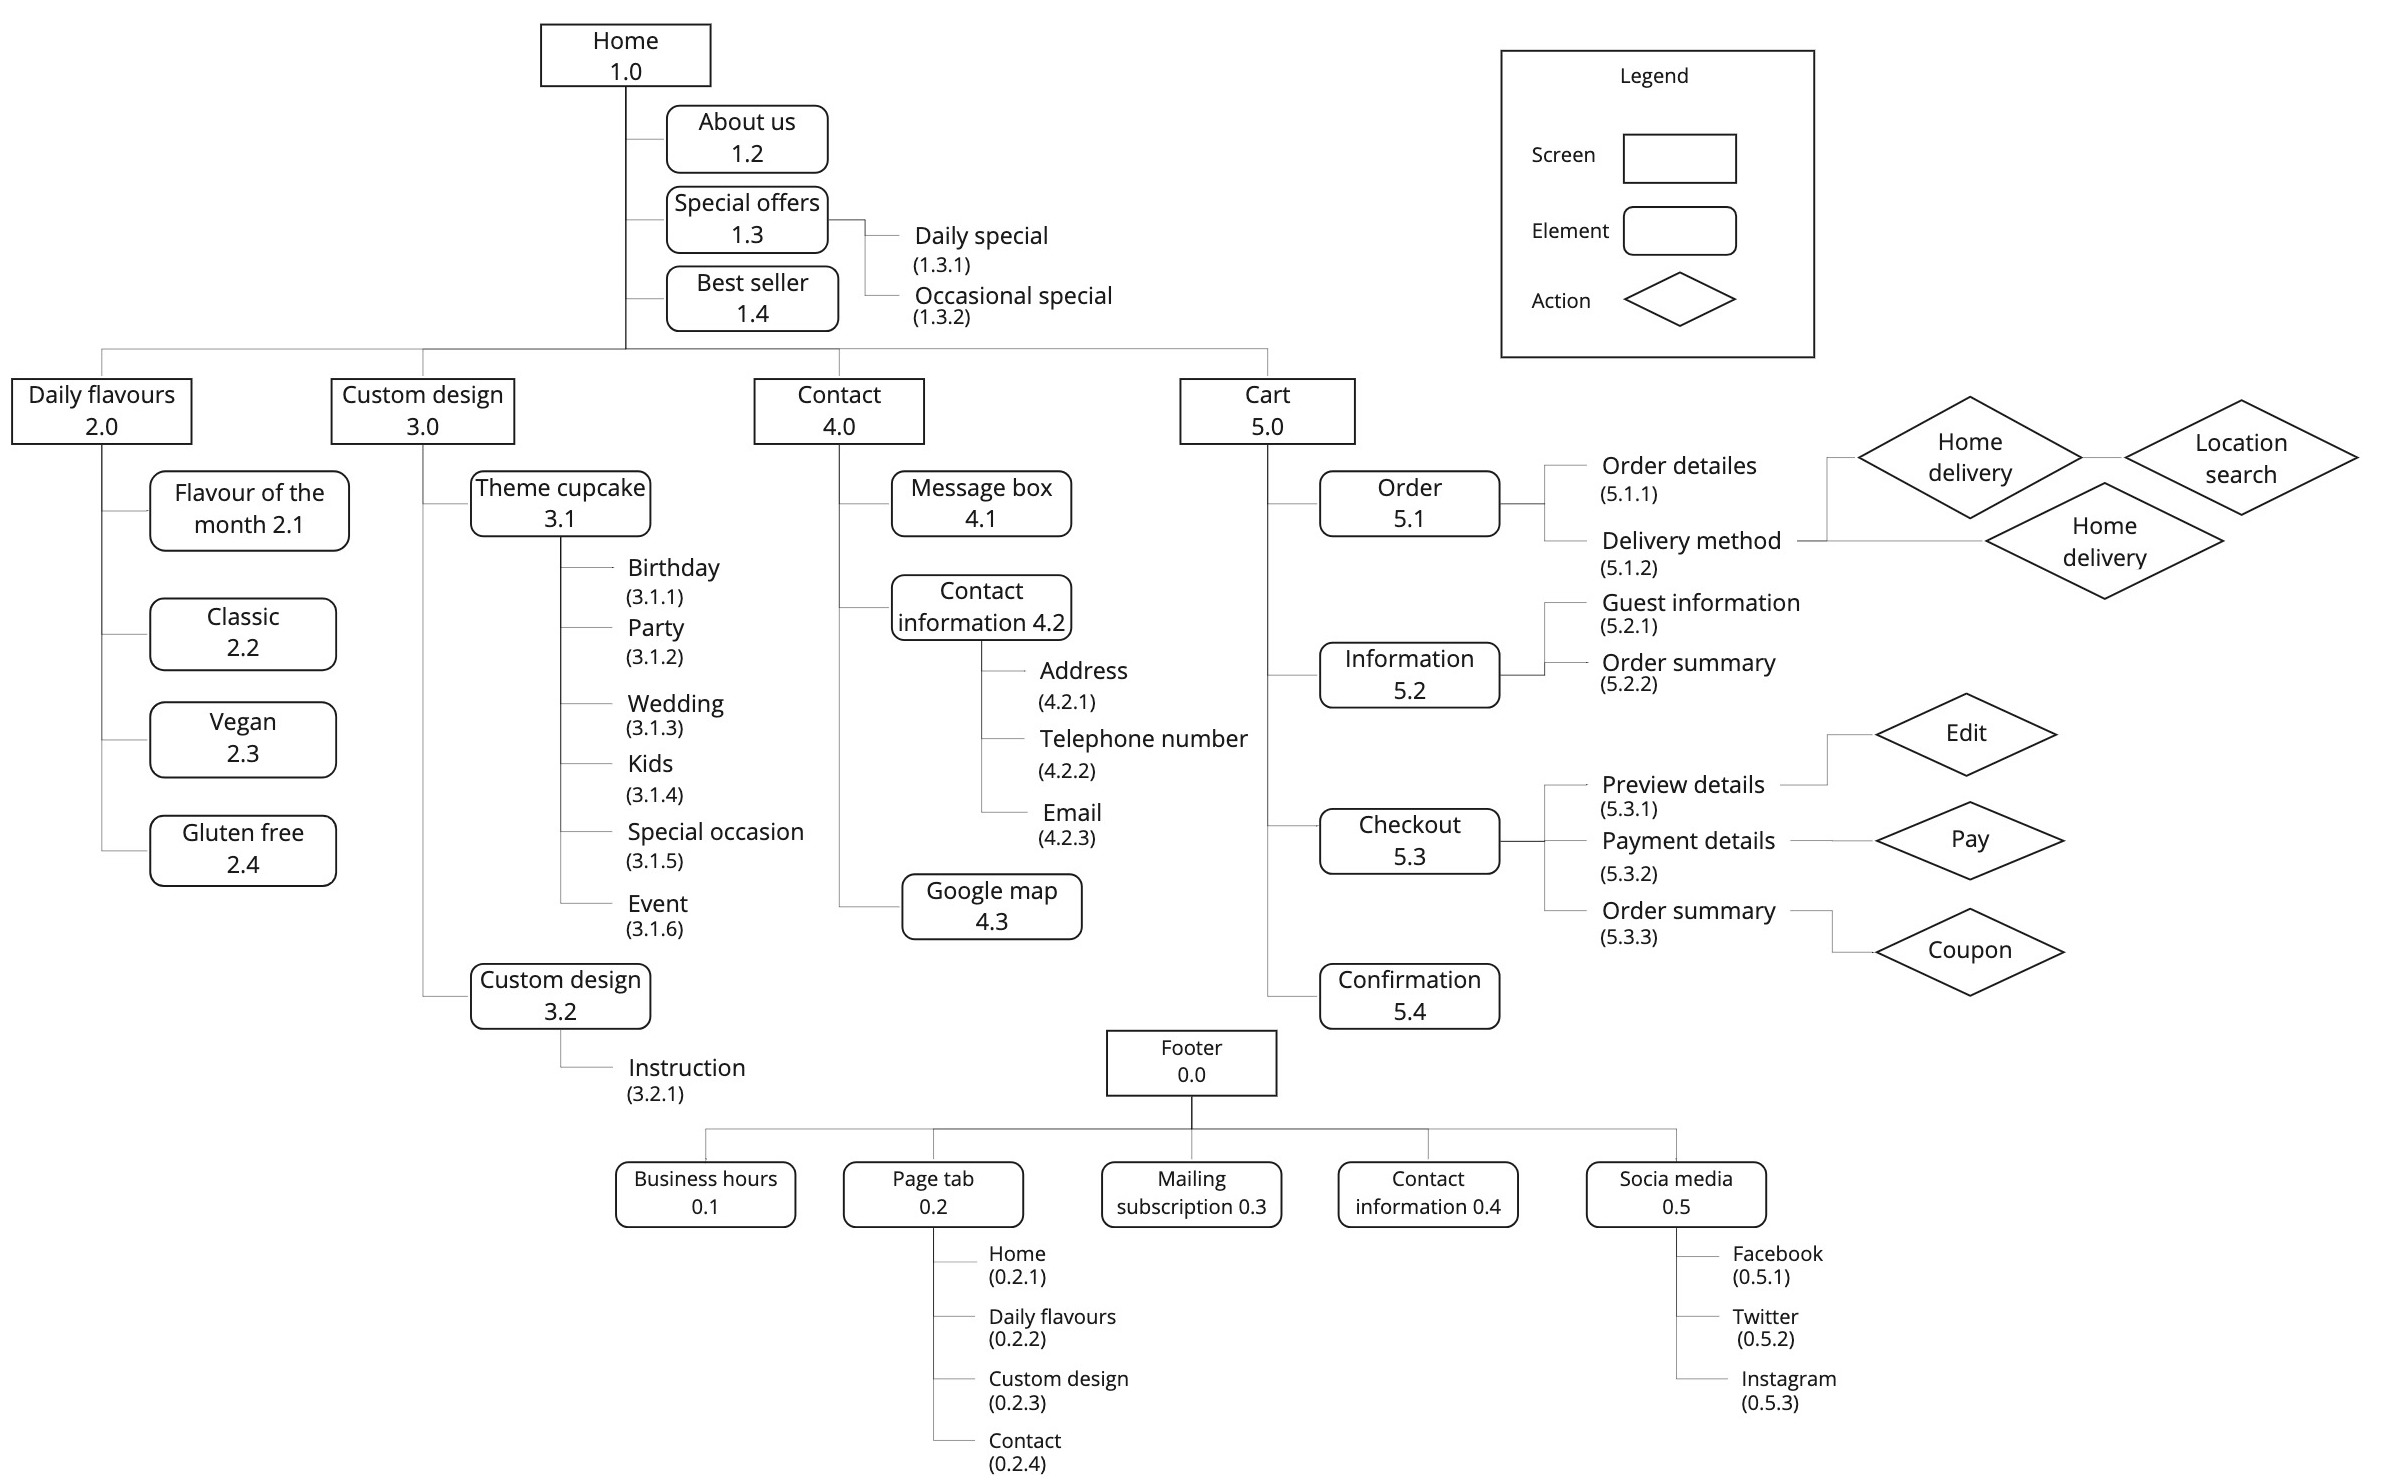 Home
1.0
About us
1.2
Special offers
1.3
Daily special
(1.3.1)
Occasional special
(1.3.2)
Best seller
1.4
Legend
Screen
Element
Action
Daily flavours
2.0
Flavour of the
month 2.1
Classic
2.2
Vegan
2.3
Gluten free
2.4
Custom design
3.0
Theme cupcake
3.1
Birthday
(3.1.1)
Party
(3.1.2)
Wedding
(3.1.3)
Kids
(3.1.4)
Special occasion
(3.1.5)
Event
(3.1.6)
Custom design
3.2
Instruction
(3.2.1)
Contact
4.0
Message box
4.1
Contact
information 4.2
Address
(4.2.1)
Telephone number
(4.2.2)
Email
(4.2.3)
Google map
4.3
Cart
5.0
Order
5.1
Order detailes
(5.1.1)
Delivery method
(5.1.2)
Home
delivery
Location
search
Home
delivery
Information
5.2
Guest information
(5.2.1)
Order summary
(5.2.2)
Checkout
5.3
Preview details
(5.3.1)
Edit
Payment details
(5.3.2)
Pay
Order summary
(5.3.3)
Coupon
Confirmation
5.4
Footer
0.0
Business hours
0.1
Page tab
0.2
Home
(0.2.1)
Daily flavours
(0.2.2)
Custom design
(0.2.3)
Contact
(0.2.4)
Mailing
subscription 0.3
Contact
information 0.4
Socia media
0.5
Facebook
(0.5.1)
Twitter
(0.5.2)
Instagram
(0.5.3)